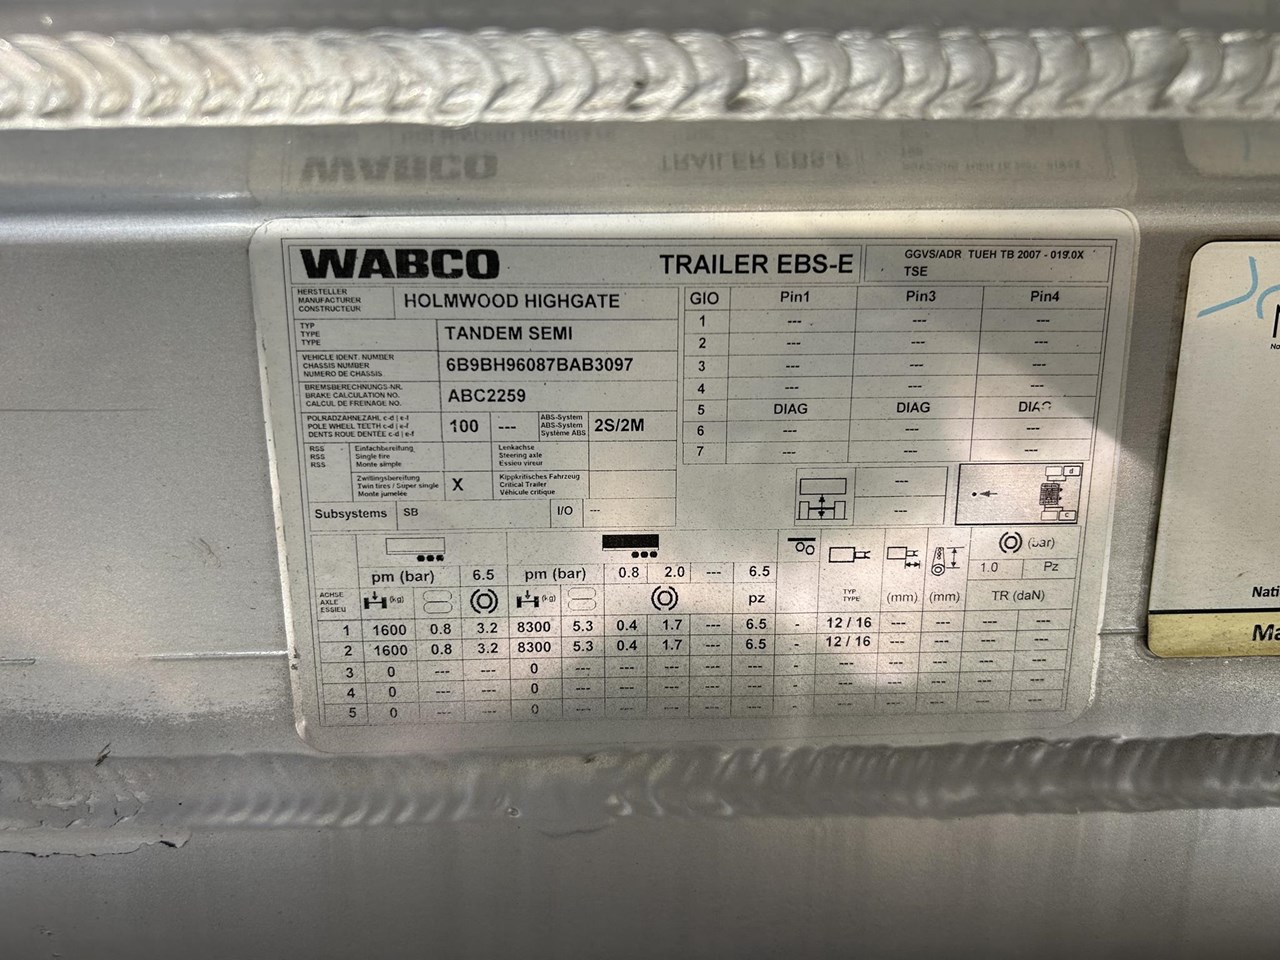 WABCO TRAILER EBS-E GGVS/ADR TUEH TB 2007 - 019.0X
TSE
HERSTELLER
MANUFACTURER
CONSTRUCTEUR
HOLMWOOD HIGHGATE
TYP
TYPE
TYPE
TANDEM SEMI
VEHICLE IDENT. NUMBER
CHASSIS NUMBER
NUMERO DE CHASSIS
6B9BH96087BAB3097
BREMSBERECHNUNGS-NR.
BRAKE CALCULATION NO.
CALCUL DE FREINAGE NO.
ABC2259
POLRADZAHNEZAHL c-d | e-f
POLE WHEEL TEETH c-d | e-f
DENTS ROUE DENTÉE c-d | e-f
100 ---
ABS-System
ABS-System
Système ABS
2S/2M
RSS
RSS
RSS
Einfachbereifung
Single tire
Monte simple
Lenkachse
Steering axle
Essieu vireur
Zwillingsbereifung
Twin tires / Super single
Monte jumelée
X
Kippkritisches Fahrzeug
Critical Trailer
Véhicule critique
Subsystems SB I/O ---
GIO Pin1 Pin3 Pin4
1 --- --- ---
2 --- --- ---
3 --- --- ---
4 --- --- ---
5 DIAG DIAG DIAG
6 --- --- ---
7 --- --- ---
---
---
d
c
pm (bar) 6.5 pm (bar) 0.8 2.0 --- 6.5
(bar)
1.0 Pz
ACHSE
AXLE
ESSIEU
(kg) (kg) pz
TYP
TYPE
(mm) (mm) TR (daN)
1 1600 0.8 3.2 8300 5.3 0.4 1.7 --- 6.5 - 12 / 16 --- --- --- ---
2 1600 0.8 3.2 8300 5.3 0.4 1.7 --- 6.5 - 12 / 16 --- --- --- ---
3 0 --- --- 0 --- --- --- --- --- - --- --- --- --- ---
4 0 --- --- 0 --- --- --- --- --- - --- --- --- --- ---
5 0 --- --- 0 --- --- --- --- --- - --- --- --- --- ---